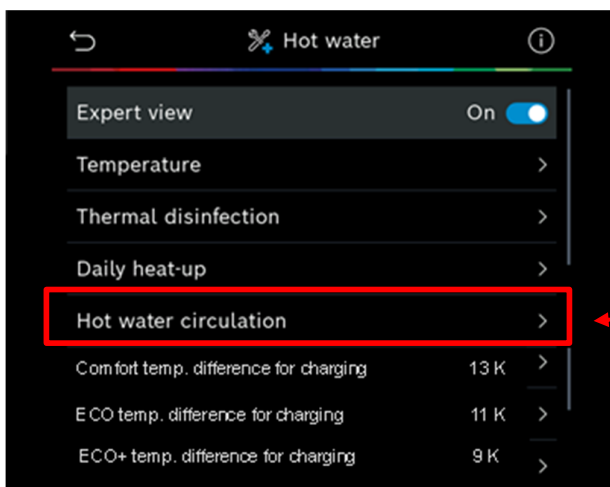 Hot water
Expert view On
Temperature
Thermal disinfection
Daily heat-up
Hot water circulation
Comfort temp. difference for charging 13 K
ECO temp. difference for charging 11 K
ECO+ temp. difference for charging 9 K